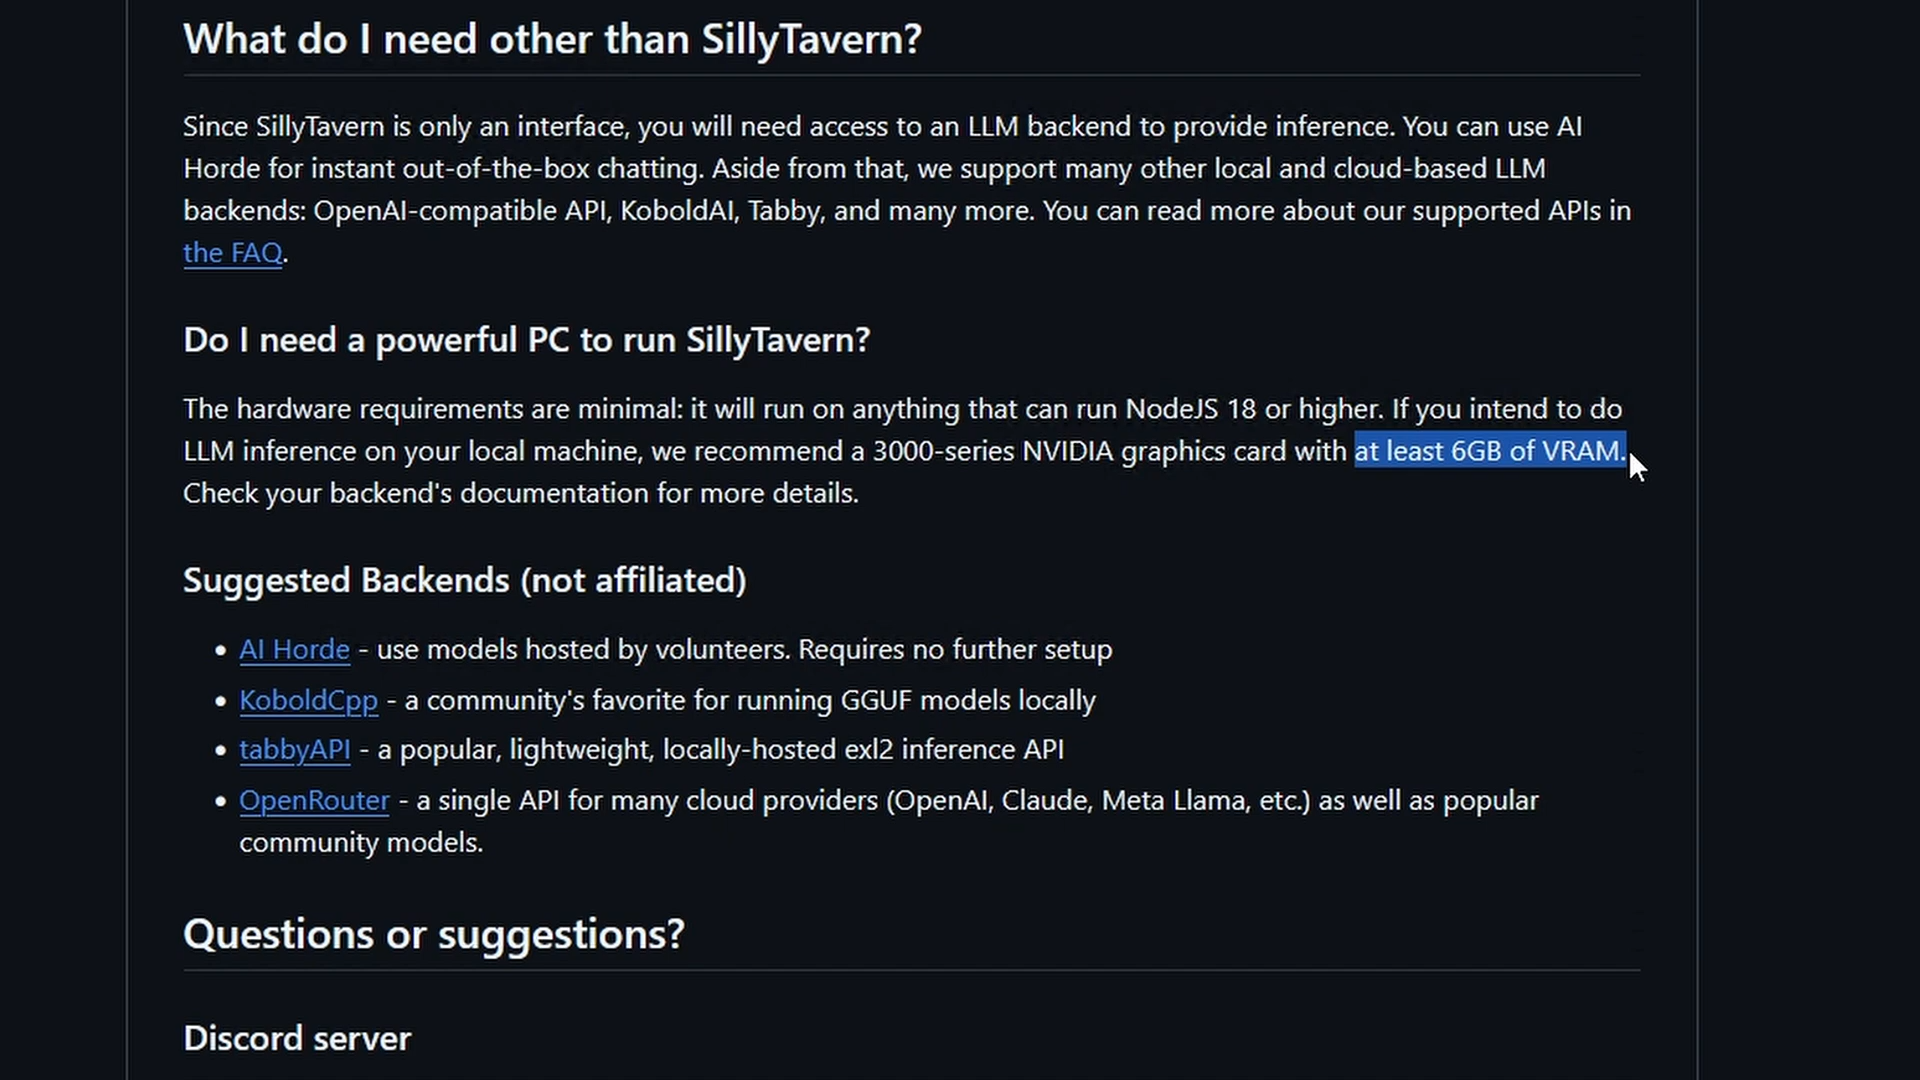 What do I need other than SillyTavern?
Since SillyTavern is only an interface, you will need access to an LLM backend to provide inference. You can use AI
Horde for instant out-of-the-box chatting. Aside from that, we support many other local and cloud-based LLM
backends: OpenAI-compatible API, KoboldAI, Tabby, and many more. You can read more about our supported APIs in
the FAQ.
Do I need a powerful PC to run SillyTavern?
The hardware requirements are minimal: it will run on anything that can run NodeJS 18 or higher. If you intend to do
LLM inference on your local machine, we recommend a 3000-series NVIDIA graphics card with at least 6GB of VRAM.
Check your backend's documentation for more details.
Suggested Backends (not affiliated)
• AI Horde - use models hosted by volunteers. Requires no further setup
• KoboldCpp - a community's favorite for running GGUF models locally
• tabbyAPI - a popular, lightweight, locally-hosted exl2 inference API
• OpenRouter - a single API for many cloud providers (OpenAI, Claude, Meta Llama, etc.) as well as popular
community models.
Questions or suggestions?
Discord server